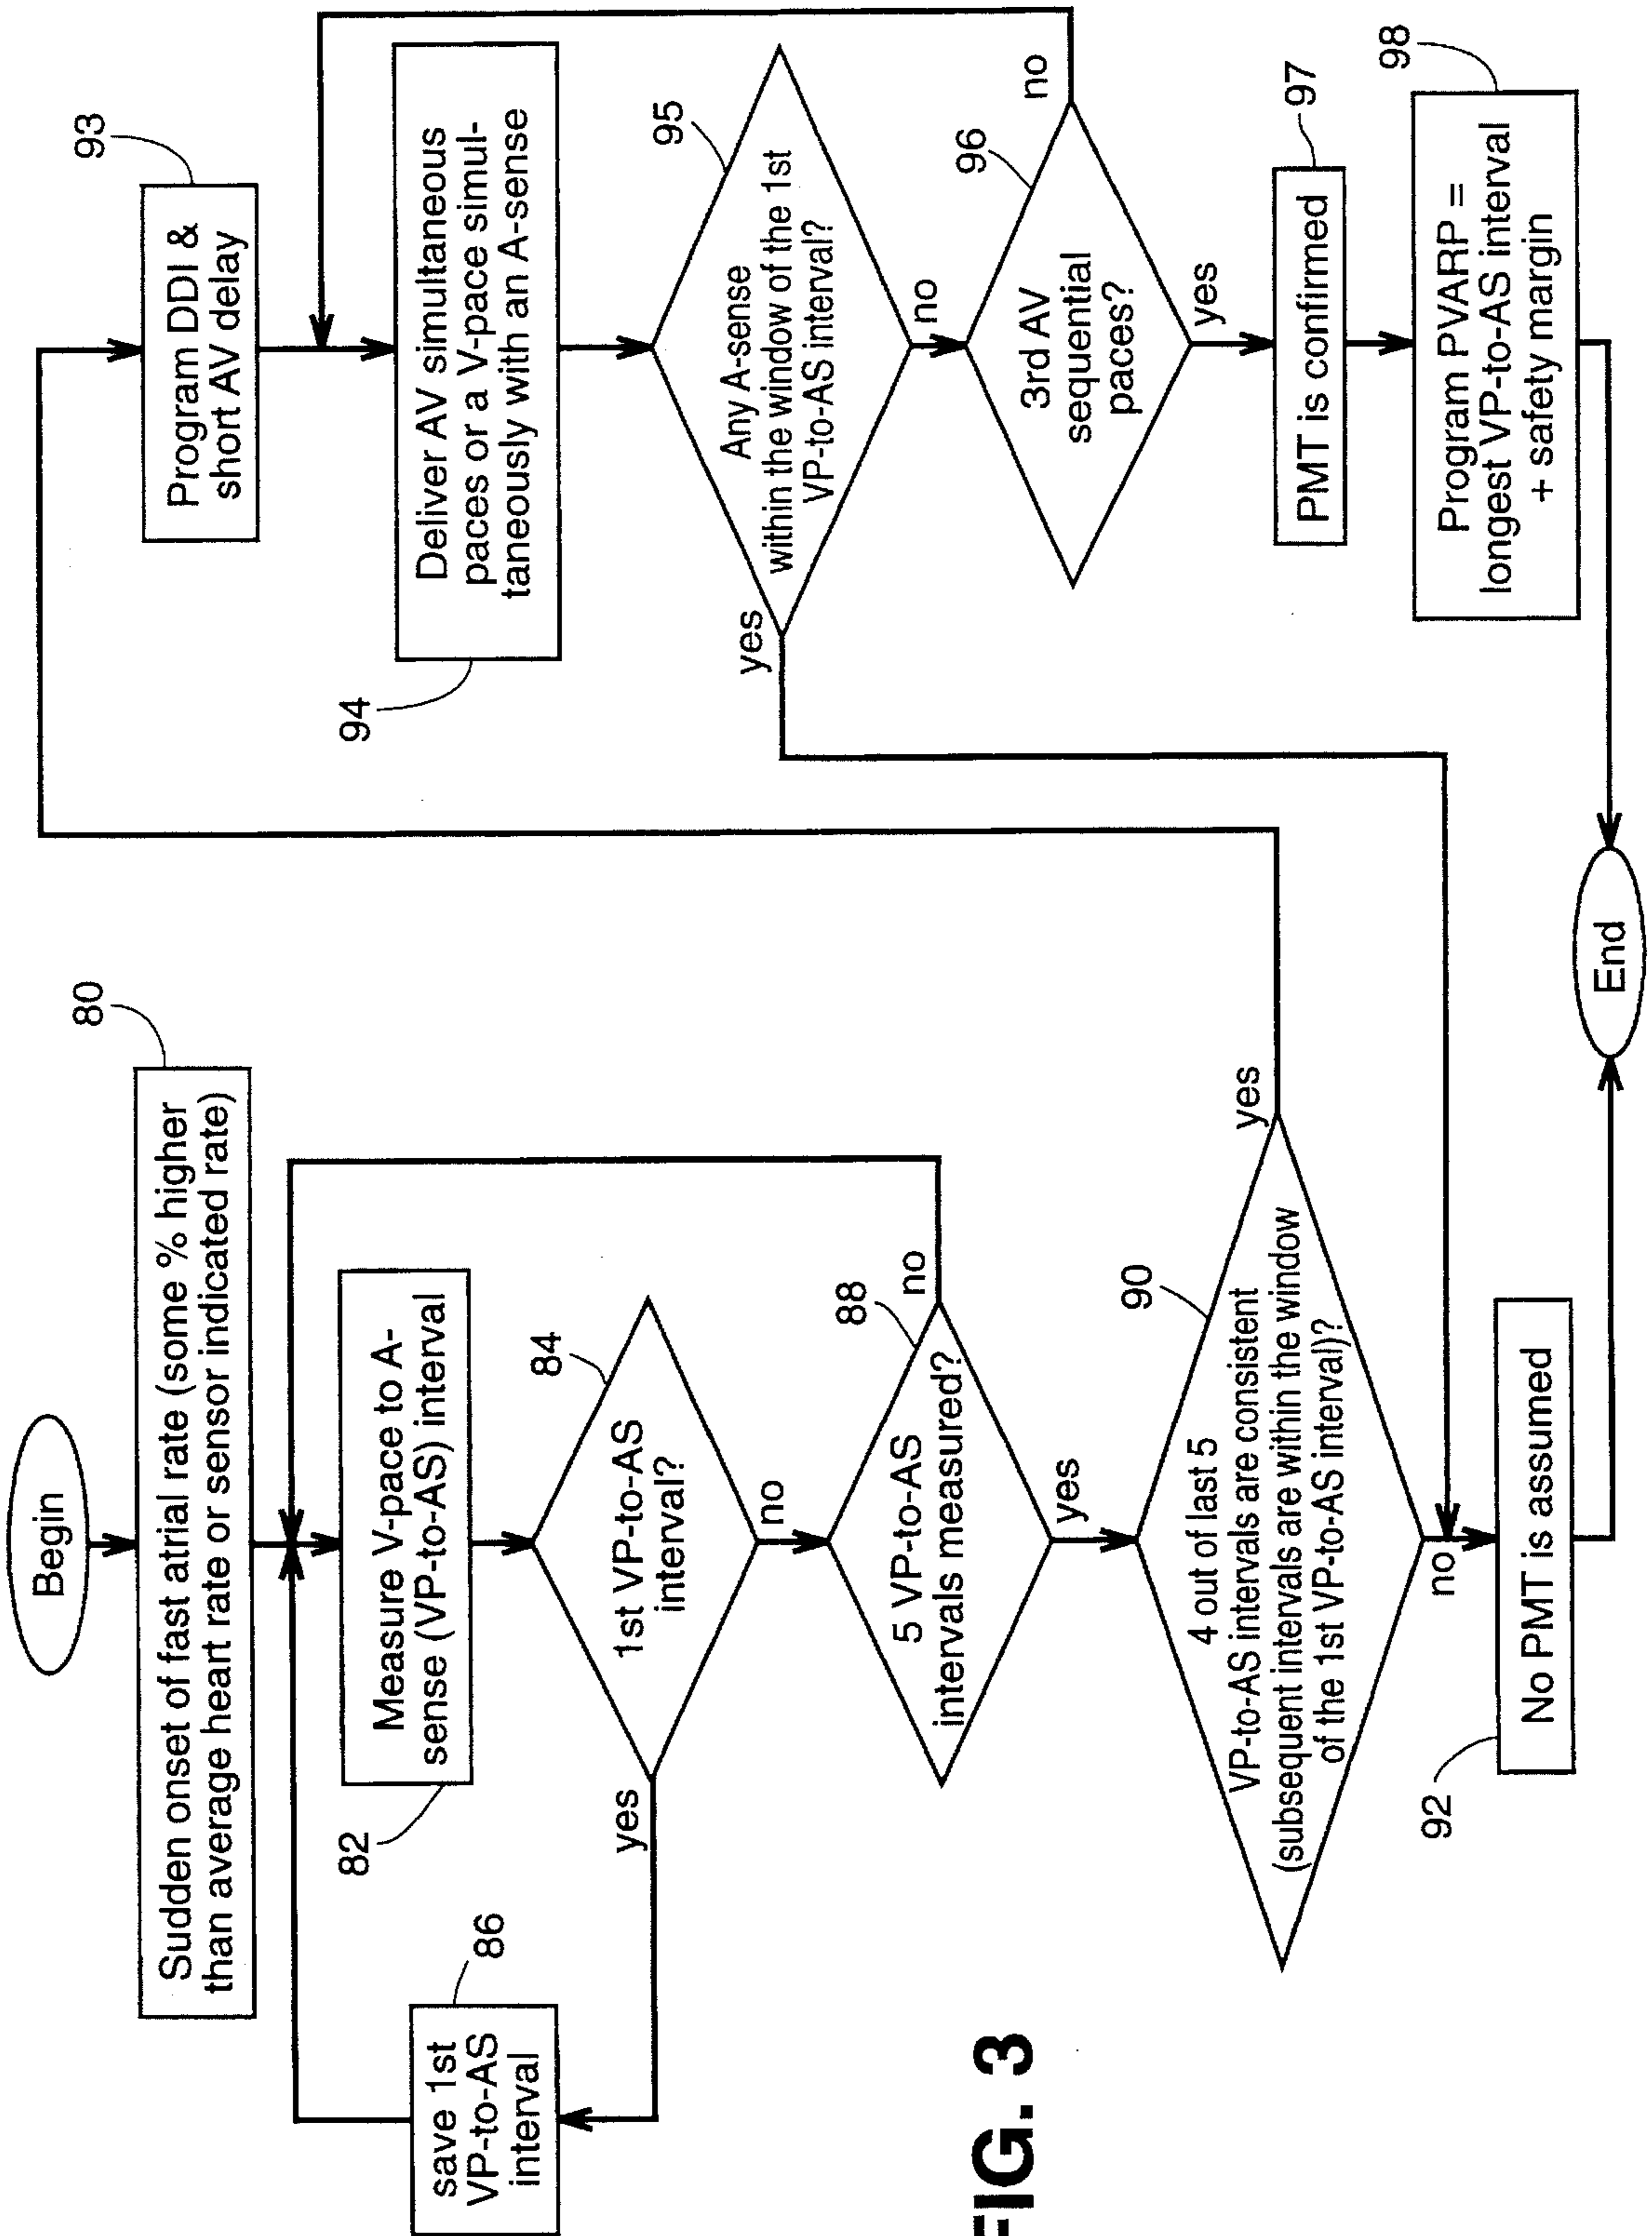 Begin
80
Sudden onset of fast atrial rate (some % higher
than average heart rate or sensor indicated rate)
82
Measure V-pace to A-
sense (VP-to-AS) interval
84
1st VP-to-AS
interval?
yes
no
86
save 1st
VP-to-AS
interval
88
5 VP-to-AS
intervals measured?
no
yes
90
4 out of last 5
VP-to-AS intervals are consistent
(subsequent intervals are within the window
of the 1st VP-to-AS interval)?
yes
no
92
No PMT is assumed
93
Program DDI &
short AV delay
94
Deliver AV simultaneous
paces or a V-pace simul-
taneously with an A-sense
95
Any A-sense
within the window of the 1st
VP-to-AS interval?
yes
no
96
3rd AV
sequential
paces?
no
yes
97
PMT is confirmed
98
Program PVARP =
longest VP-to-AS interval
+ safety margin
End
FIG. 3